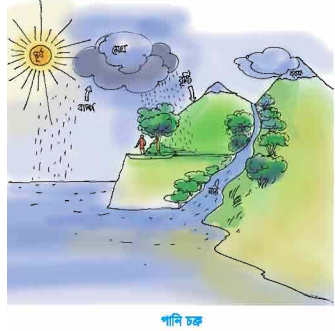 সূর্য
মেঘ
বৃষ্টি
বরফ
বাষ্প
নদী
পানি চক্র